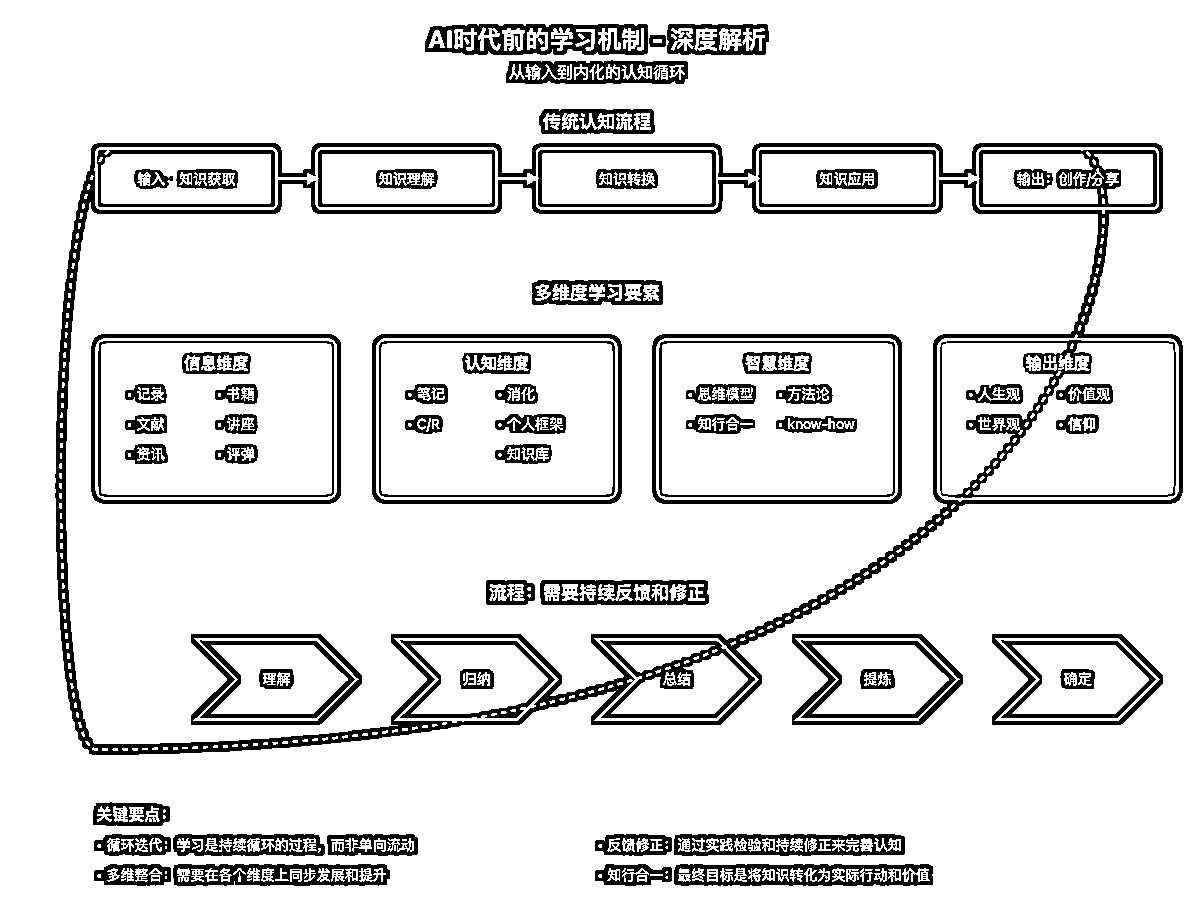 AI时代前的学习机制 - 深度解析
从输入到内化的认知循环
传统认知流程
输入：知识获取
知识理解
知识转换
知识应用
输出：创作/分享
多维度学习要素
信息维度
• 记录 • 书籍
• 文献 • 讲座
• 资讯 • 评弹
认知维度
• 笔记 • 消化
• C/R • 个人框架
• 知识库
智慧维度
• 思维模型 • 方法论
• 知行合一 • know-how
输出维度
• 人生观 • 价值观
• 世界观 • 信仰
流程：需要持续反馈和修正
理解
归纳
总结
提炼
确定
关键要点：
• 循环迭代：学习是持续循环的过程，而非单向流动
• 多维整合：需要在各个维度上同步发展和提升
• 反馈修正：通过实践检验和持续修正来完善认知
• 知行合一：最终目标是将知识转化为实际行动和价值